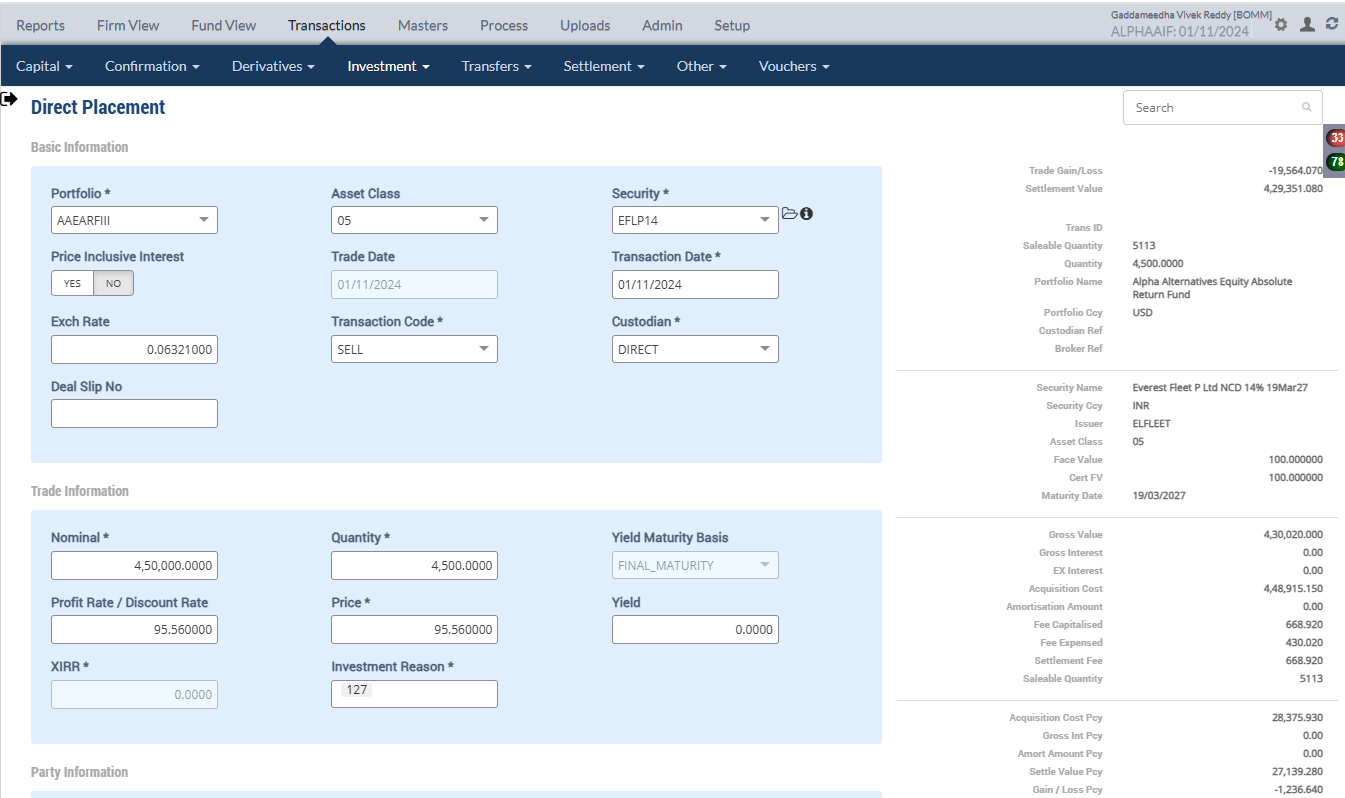 Reports Firm View Fund View Transactions Masters Process Uploads Admin Setup
Gaddameedha Vivek Reddy [BOMM]
ALPHAAIF: 01/11/2024
Capital Confirmation Derivatives Investment Transfers Settlement Other Vouchers
Direct Placement
Search
33
78
Basic Information
Portfolio * Asset Class Security *
AAEARFIII 05 EFLP14
Price Inclusive Interest Trade Date Transaction Date *
YES NO 01/11/2024 01/11/2024
Exch Rate Transaction Code * Custodian *
0.06321000 SELL DIRECT
Deal Slip No
Trade Information
Nominal * Quantity * Yield Maturity Basis
4,50,000.0000 4,500.0000 FINAL_MATURITY
Profit Rate / Discount Rate Price * Yield
95.560000 95.560000 0.0000
XIRR * Investment Reason *
0.0000 127
Party Information
Trade Gain/Loss -19,564.070
Settlement Value 4,29,351.080
Trans ID
Saleable Quantity 5113
Quantity 4,500.0000
Portfolio Name Alpha Alternatives Equity Absolute
Return Fund
Portfolio Ccy USD
Custodian Ref
Broker Ref
Security Name Everest Fleet P Ltd NCD 14% 19Mar27
Security Ccy INR
Issuer ELFLEET
Asset Class 05
Face Value 100.000000
Cert FV 100.000000
Maturity Date 19/03/2027
Gross Value 4,30,020.000
Gross Interest 0.00
EX Interest 0.00
Acquisition Cost 4,48,915.150
Amortisation Amount 0.00
Fee Capitalised 668.920
Fee Expensed 430.020
Settlement Fee 668.920
Saleable Quantity 5113
Acquisition Cost Pcy 28,375.930
Gross Int Pcy 0.00
Amort Amount Pcy 0.00
Settle Value Pcy 27,139.280
Gain / Loss Pcy -1,236.640